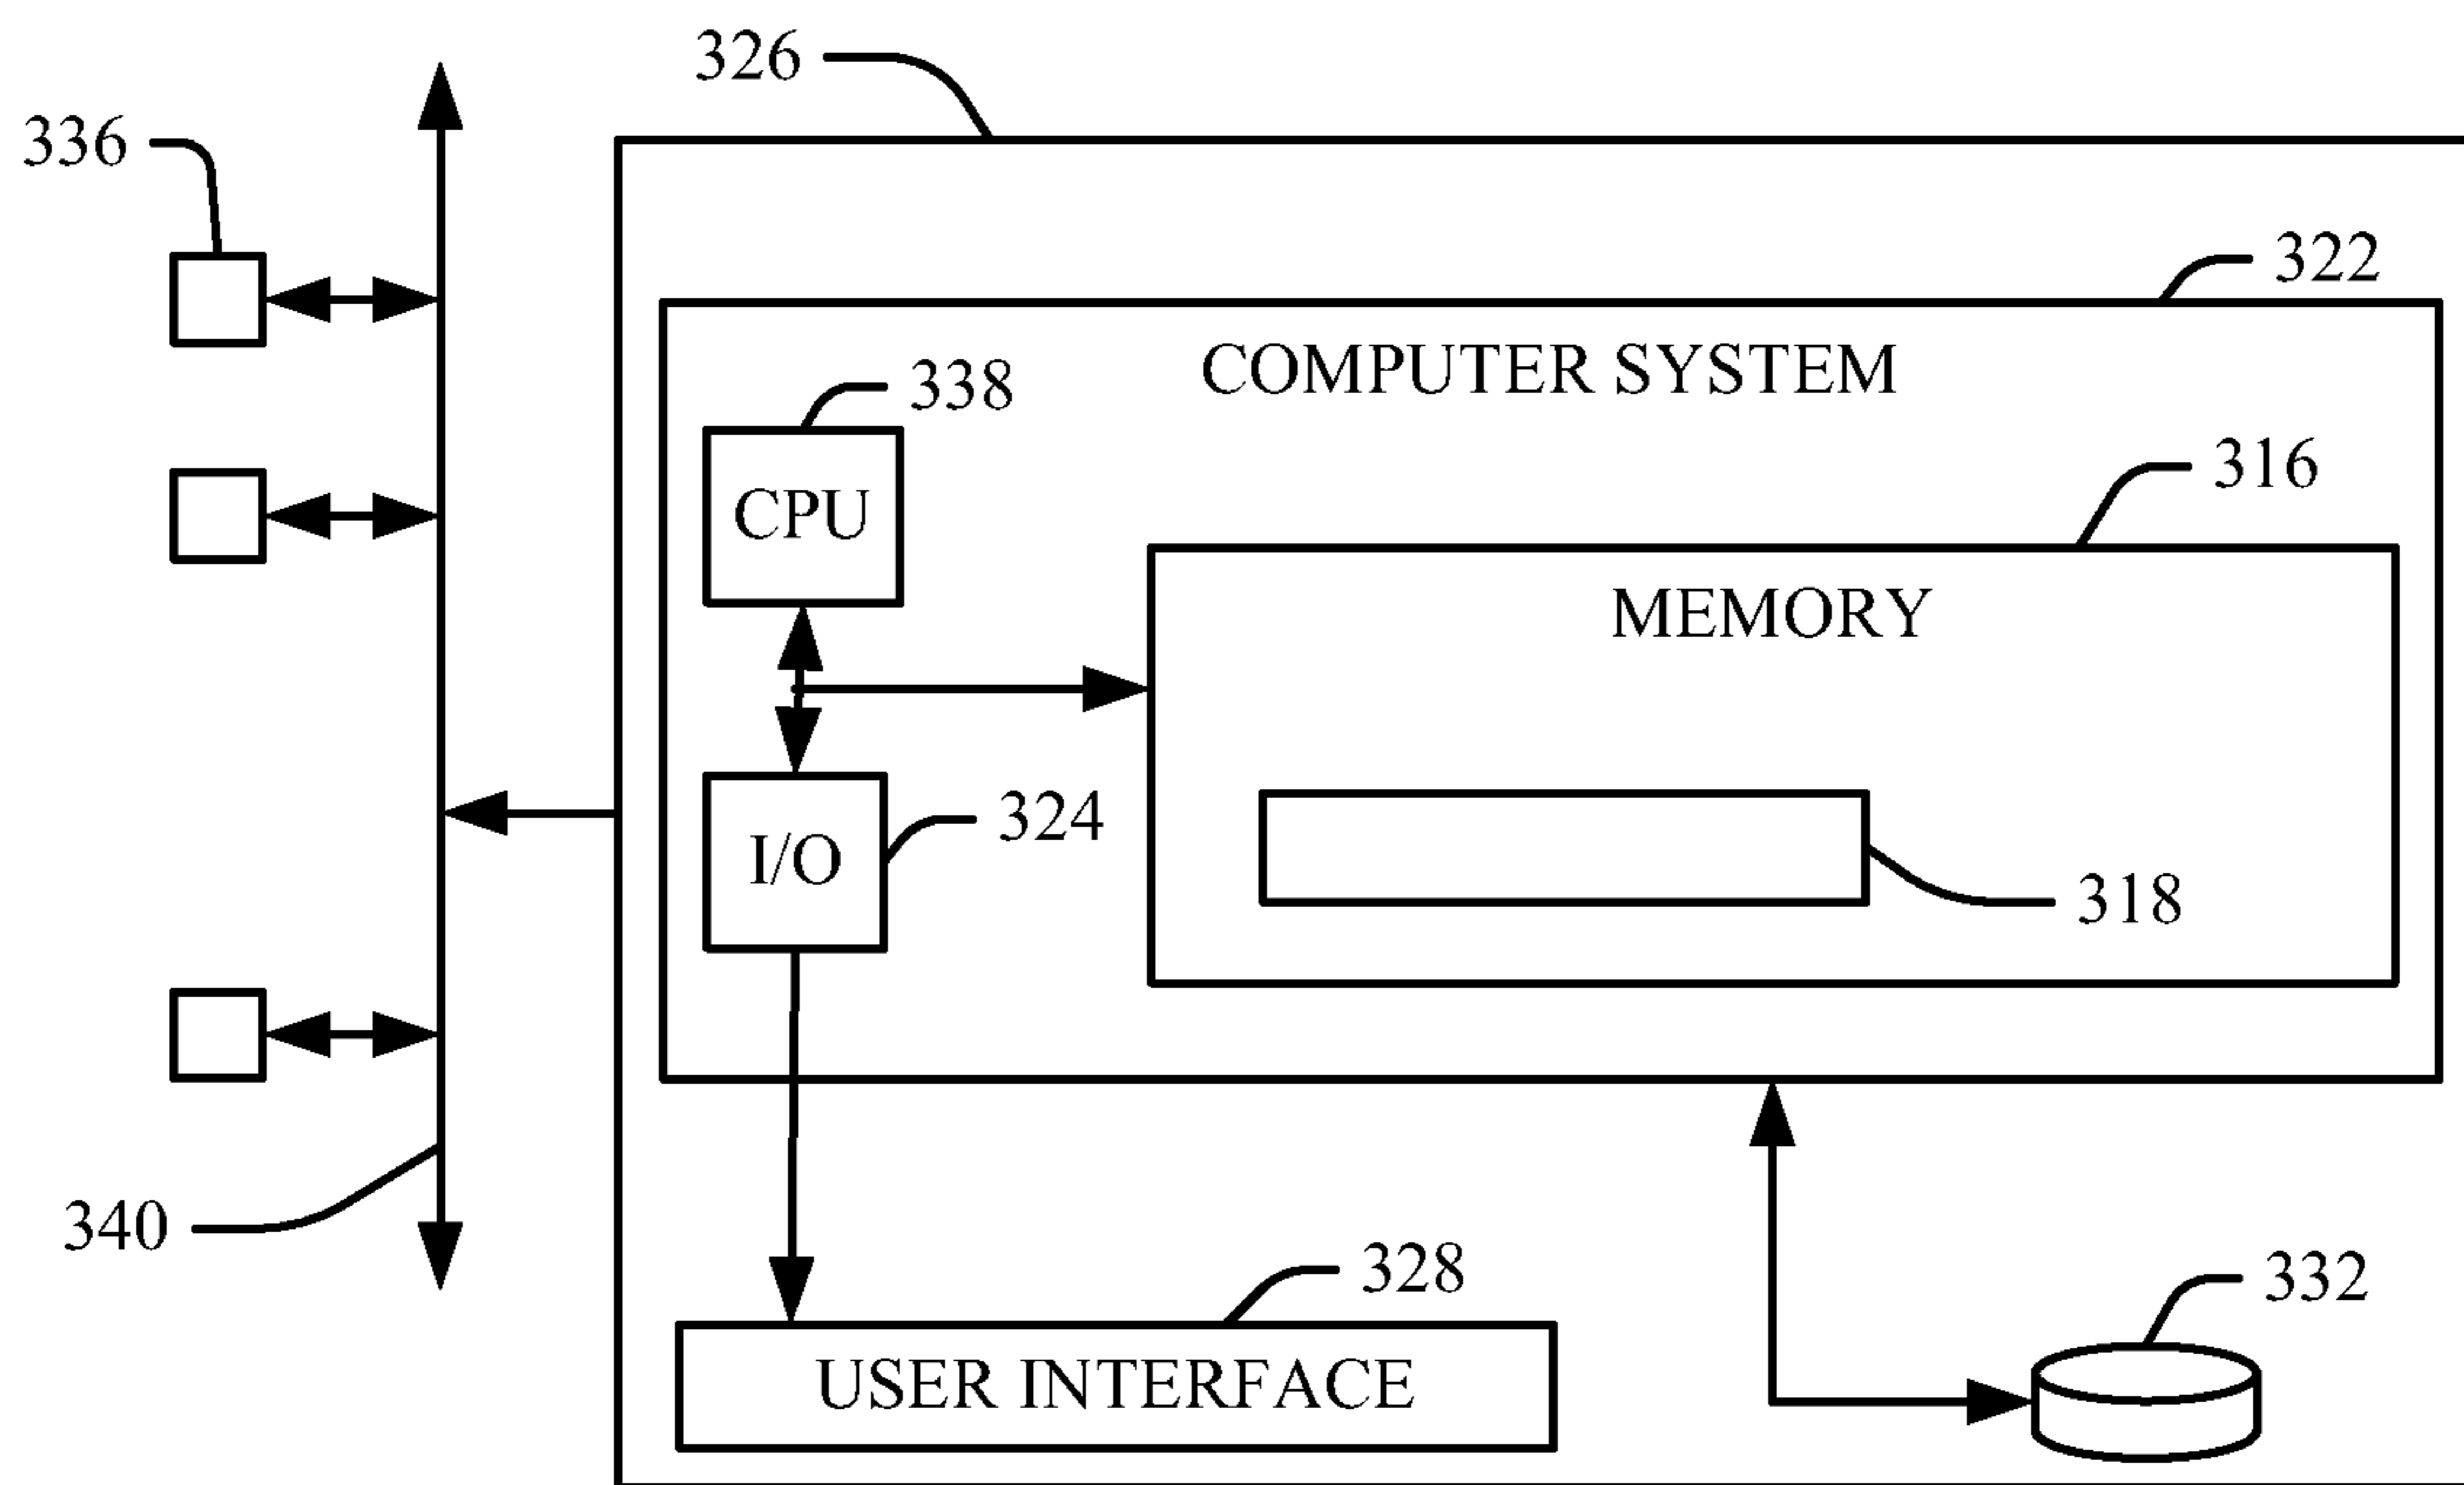 326
336
322
COMPUTER SYSTEM
338
316
CPU
MEMORY
324
I/O
318
340
328
332
USER INTERFACE